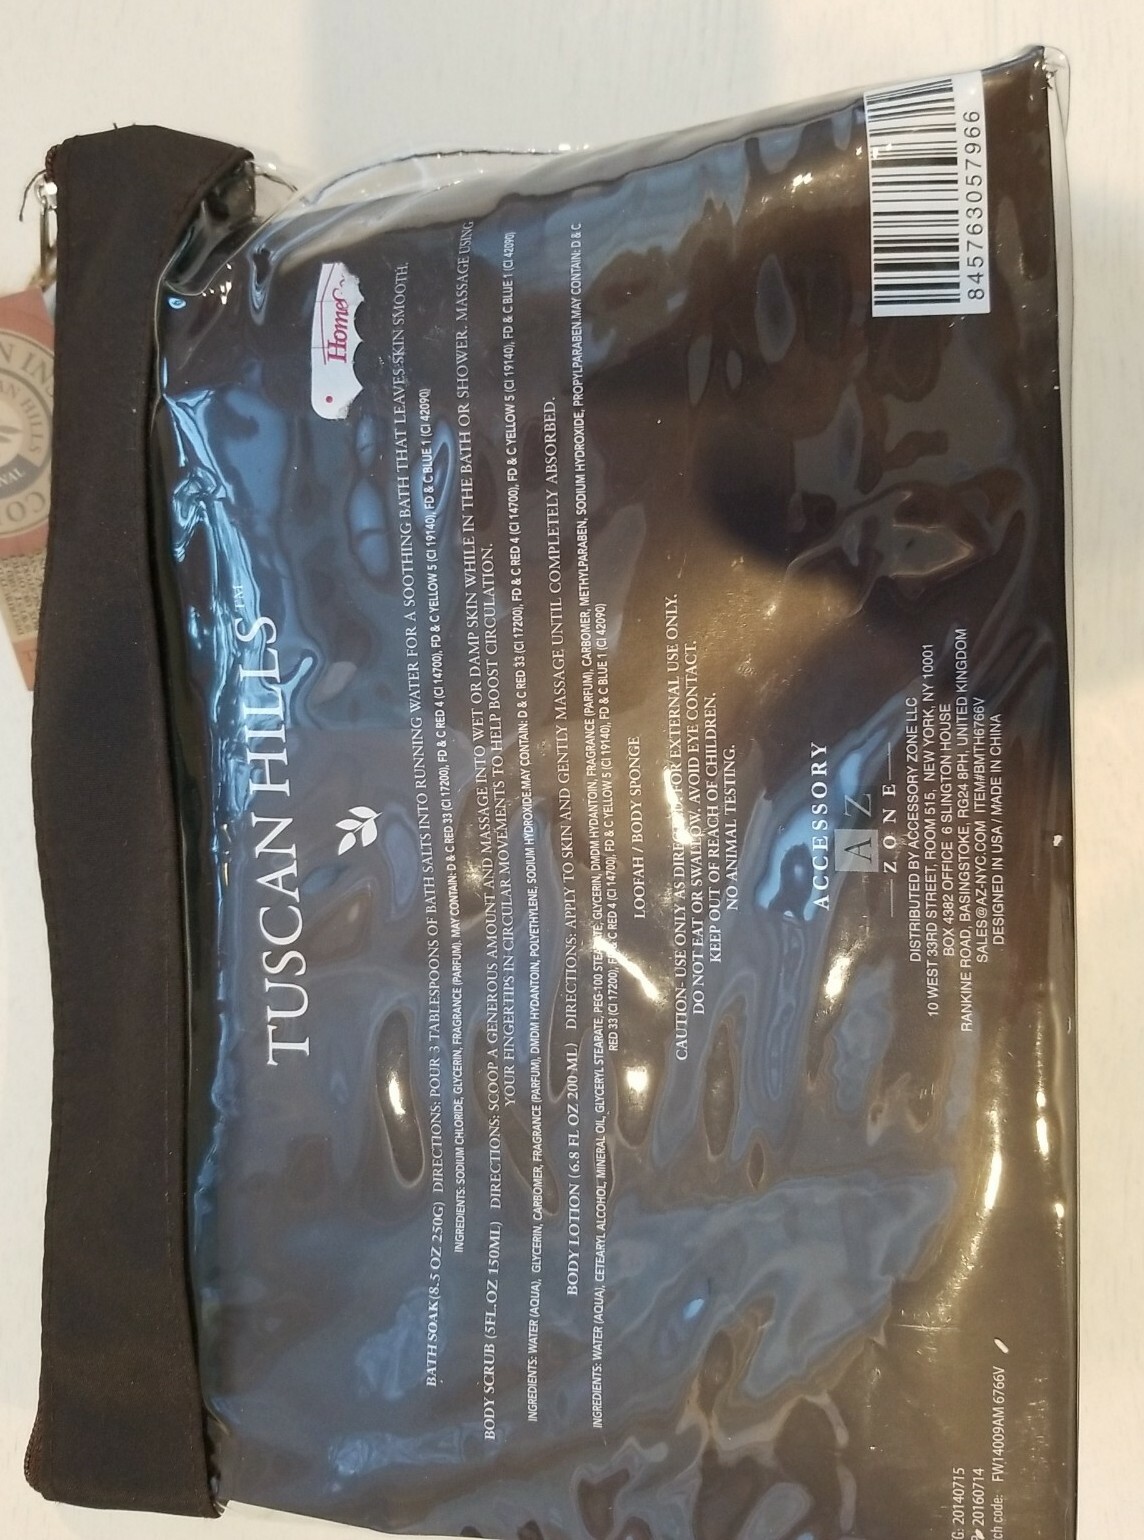 TUSCAN HILLS™
Home
BATH SOAK (8.5 OZ 250G) DIRECTIONS: POUR 3 TABLESPOONS OF BATH SALTS INTO RUNNING WATER FOR A SOOTHING BATH THAT LEAVES SKIN SMOOTH.
INGREDIENTS: SODIUM CHLORIDE, GLYCERIN, FRAGRANCE (PARFUM). MAY CONTAIN: D & C RED 33 (CI 17200), FD & C RED 4 (CI 14700), FD & C YELLOW 5 (CI 19140), FD & C BLUE 1 (CI 42090)
BODY SCRUB (5FL.OZ 150ML) DIRECTIONS: SCOOP A GENEROUS AMOUNT AND MASSAGE INTO WET OR DAMP SKIN WHILE IN THE BATH OR SHOWER. MASSAGE USING
YOUR FINGERTIPS IN CIRCULAR MOVEMENTS TO HELP BOOST CIRCULATION.
INGREDIENTS: WATER (AQUA), GLYCERIN, CARBOMER, FRAGRANCE (PARFUM), DMDM HYDANTOIN, POLYETHYLENE, SODIUM HYDROXIDE.MAY CONTAIN: D & C RED 33 (CI 17200), FD & C RED 4 (CI 14700), FD & C YELLOW 5 (CI 19140), FD & C BLUE 1 (CI 42090)
BODY LOTION (6.8 FL OZ 200 ML) DIRECTIONS: APPLY TO SKIN AND GENTLY MASSAGE UNTIL COMPLETELY ABSORBED.
INGREDIENTS: WATER (AQUA), CETEARYL ALCOHOL, MINERAL OIL, GLYCERYL STEARATE, PEG-100 STEARATE, GLYCERIN, DMDM HYDANTOIN, FRAGRANCE (PARFUM), CARBOMER, METHYLPARABEN, SODIUM HYDROXIDE, PROPYLPARABEN.MAY CONTAIN: D & C
RED 33 (CI 17200), FD & C RED 4 (CI 14700), FD & C YELLOW 5 (CI 19140), FD & C BLUE 1 (CI 42090)
LOOFAH / BODY SPONGE
CAUTION- USE ONLY AS DIRECTED. FOR EXTERNAL USE ONLY.
DO NOT EAT OR SWALLOW. AVOID EYE CONTACT.
KEEP OUT OF REACH OF CHILDREN.
NO ANIMAL TESTING.
ACCESSORY
A Z
ZONE
DISTRIBUTED BY ACCESSORY ZONE LLC
10 WEST 33RD STREET, ROOM 515, NEW YORK, NY 10001
BOX 4382 OFFICE 6 SLINGTON HOUSE
RANKINE ROAD, BASINGSTOKE, RG24 8PH, UNITED KINGDOM
SALES@AZ-NYC.COM ITEM#BMTH6766V
DESIGNED IN USA / MADE IN CHINA
845763057966
G: 20140715
20160714
ch code: FW14009AM 6766V